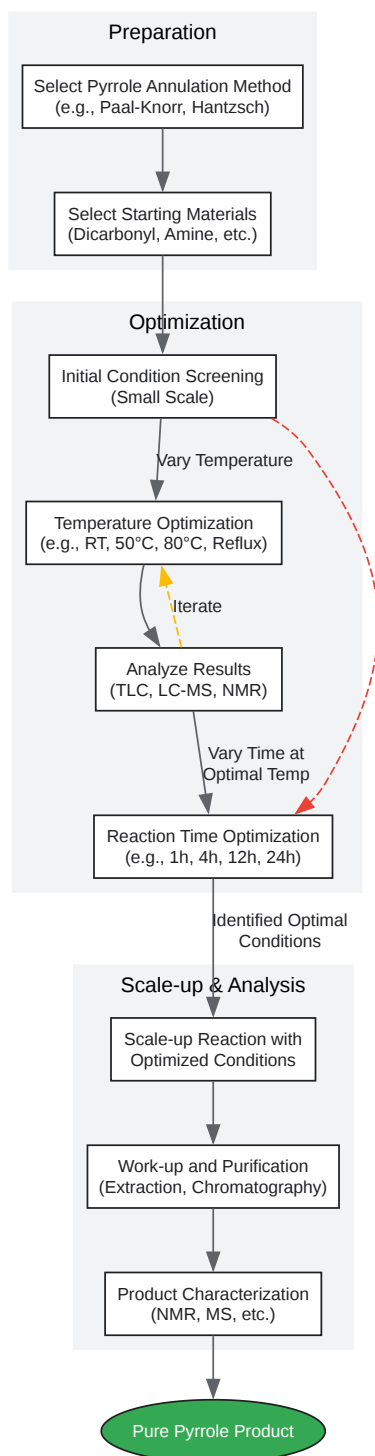 Preparation
Select Pyrrole Annulation Method
(e.g., Paal-Knorr, Hantzsch)
Select Starting Materials
(Dicarbonyl, Amine, etc.)
Optimization
Initial Condition Screening
(Small Scale)
Vary Temperature
Temperature Optimization
(e.g., RT, 50°C, 80°C, Reflux)
Iterate
Analyze Results
(TLC, LC-MS, NMR)
Vary Time at
Optimal Temp
Reaction Time Optimization
(e.g., 1h, 4h, 12h, 24h)
Identified Optimal
Conditions
Scale-up & Analysis
Scale-up Reaction with
Optimized Conditions
Work-up and Purification
(Extraction, Chromatography)
Product Characterization
(NMR, MS, etc.)
Pure Pyrrole Product